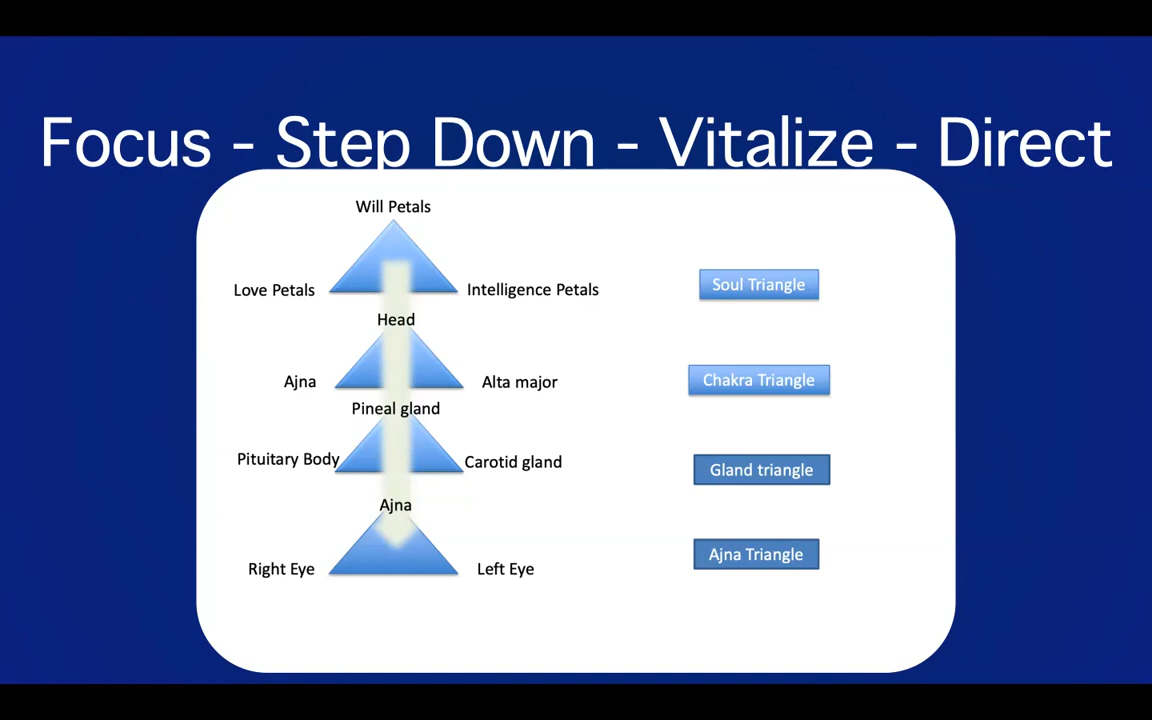 Focus - Step Down - Vitalize - Direct
Will Petals
Love Petals
Intelligence Petals
Soul Triangle
Head
Ajna
Alta major
Chakra Triangle
Pineal gland
Pituitary Body
Carotid gland
Gland triangle
Ajna
Right Eye
Left Eye
Ajna Triangle